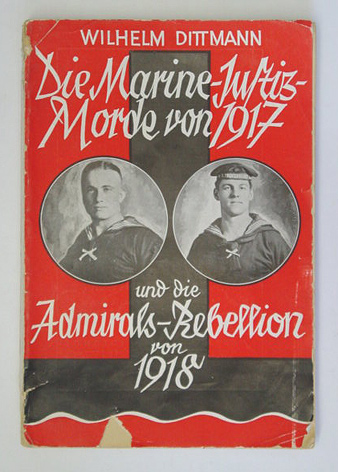 WILHELM DITTMANN
Die Marine-Justiz-
Morde von 1917
und die
Admirals-Rebellion
von
1918